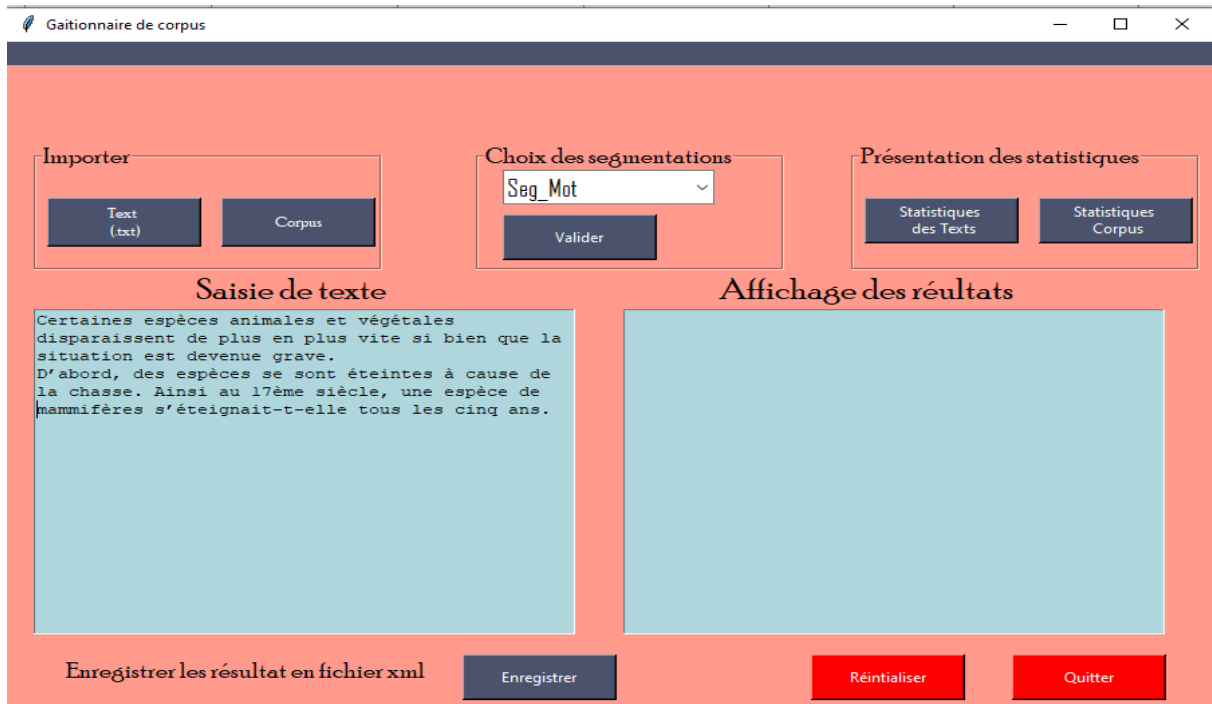 Gaitionnaire de corpus
Importer
Text
(.txt)
Corpus
Choix des segmentations
Seg_Mot
Valider
Présentation des statistiques
Statistiques
des Texts
Statistiques
Corpus
Saisie de texte
Certaines espèces animales et végétales
disparaissent de plus en plus vite si bien que la
situation est devenue grave.
D’abord, des espèces se sont éteintes à cause de
la chasse. Ainsi au 17ème siècle, une espèce de
mammifères s’éteignait-t-elle tous les cinq ans.
Affichage des réultats
Enregistrer les résultat en fichier xml
Enregistrer
Réintialiser
Quitter